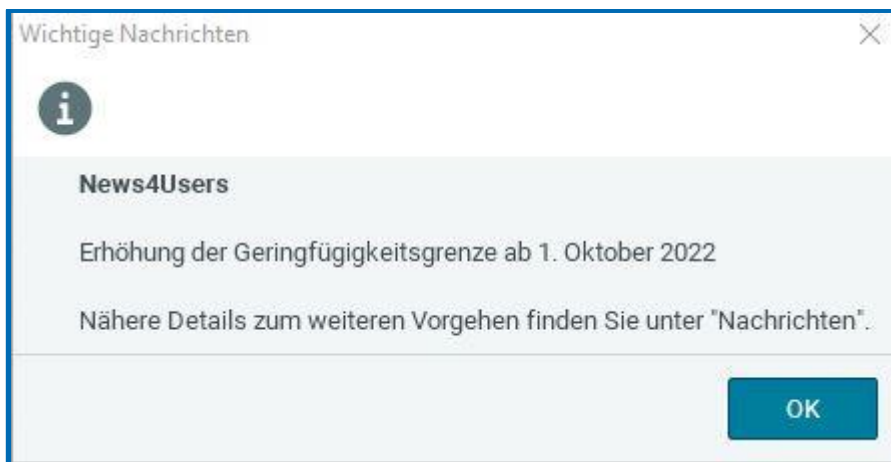 Wichtige Nachrichten
News4Users
Erhöhung der Geringfügigkeitsgrenze ab 1. Oktober 2022
Nähere Details zum weiteren Vorgehen finden Sie unter "Nachrichten".
OK